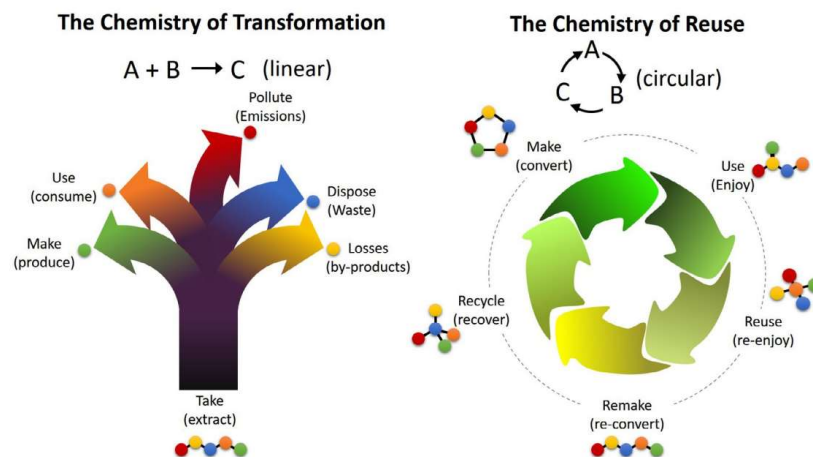 The Chemistry of Transformation
A + B → C (linear)
Pollute
(Emissions)
Use
(consume)
Dispose
(Waste)
Make
(produce)
Losses
(by-products)
Take
(extract)
The Chemistry of Reuse
A
C B (circular)
Make
(convert)
Use
(Enjoy)
Recycle
(recover)
Reuse
(re-enjoy)
Remake
(re-convert)